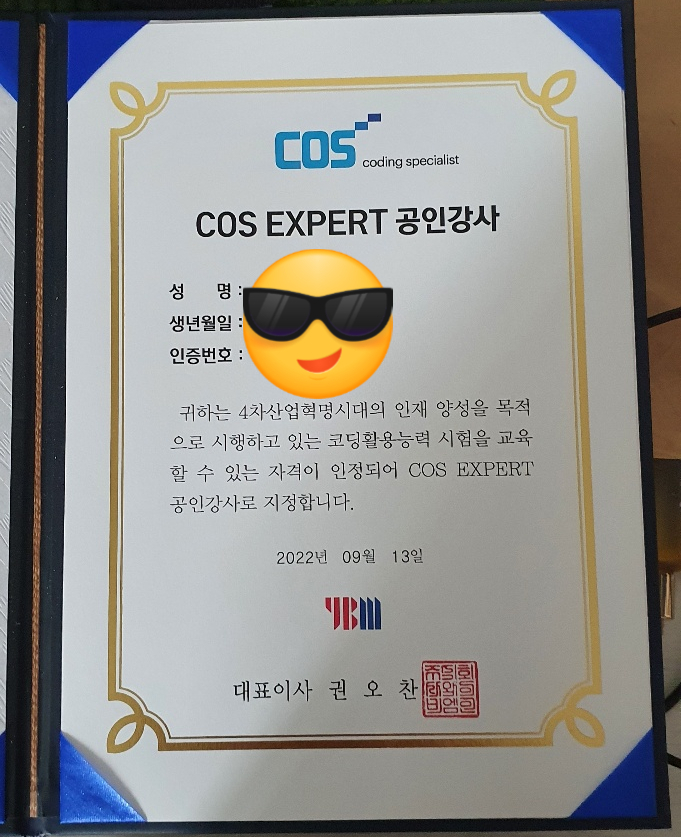 COS
coding specialist
COS EXPERT 공인강사
성 명 :
생년월일 :
인증번호 :
귀하는 4차산업혁명시대의 인재 양성을 목적
으로 시행하고 있는 코딩활용능력 시험을 교육
할 수 있는 자격이 인정되어 COS EXPERT
공인강사로 지정합니다.
2022년 09월 13일
YBM
대표이사 권 오 찬